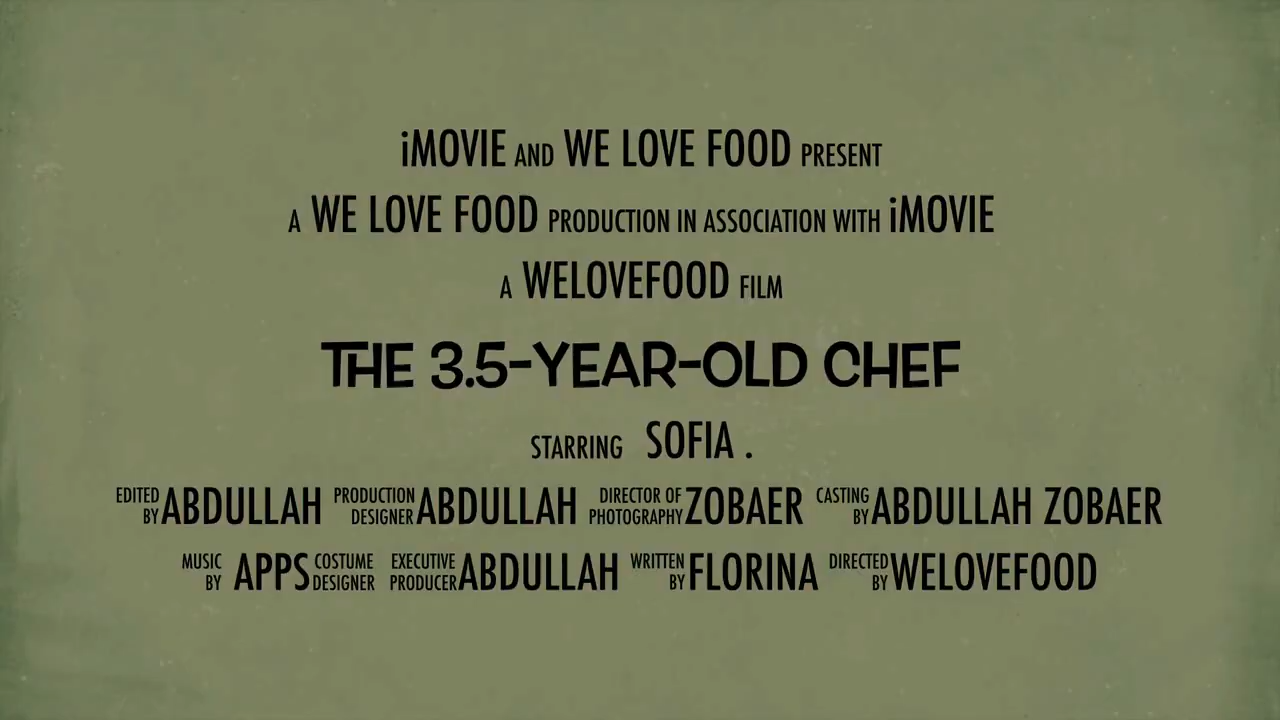 iMOVIE AND WE LOVE FOOD PRESENT
A WE LOVE FOOD PRODUCTION IN ASSOCIATION WITH iMOVIE
A WELOVEFOOD FILM
THE 3.5-YEAR-OLD CHEF
STARRING SOFIA .
EDITED BY ABDULLAH PRODUCTION DESIGNER ABDULLAH DIRECTOR OF PHOTOGRAPHY ZOBAER CASTING BY ABDULLAH ZOBAER
MUSIC BY APPS COSTUME DESIGNER EXECUTIVE PRODUCER ABDULLAH WRITTEN BY FLORINA DIRECTED BY WELOVEFOOD